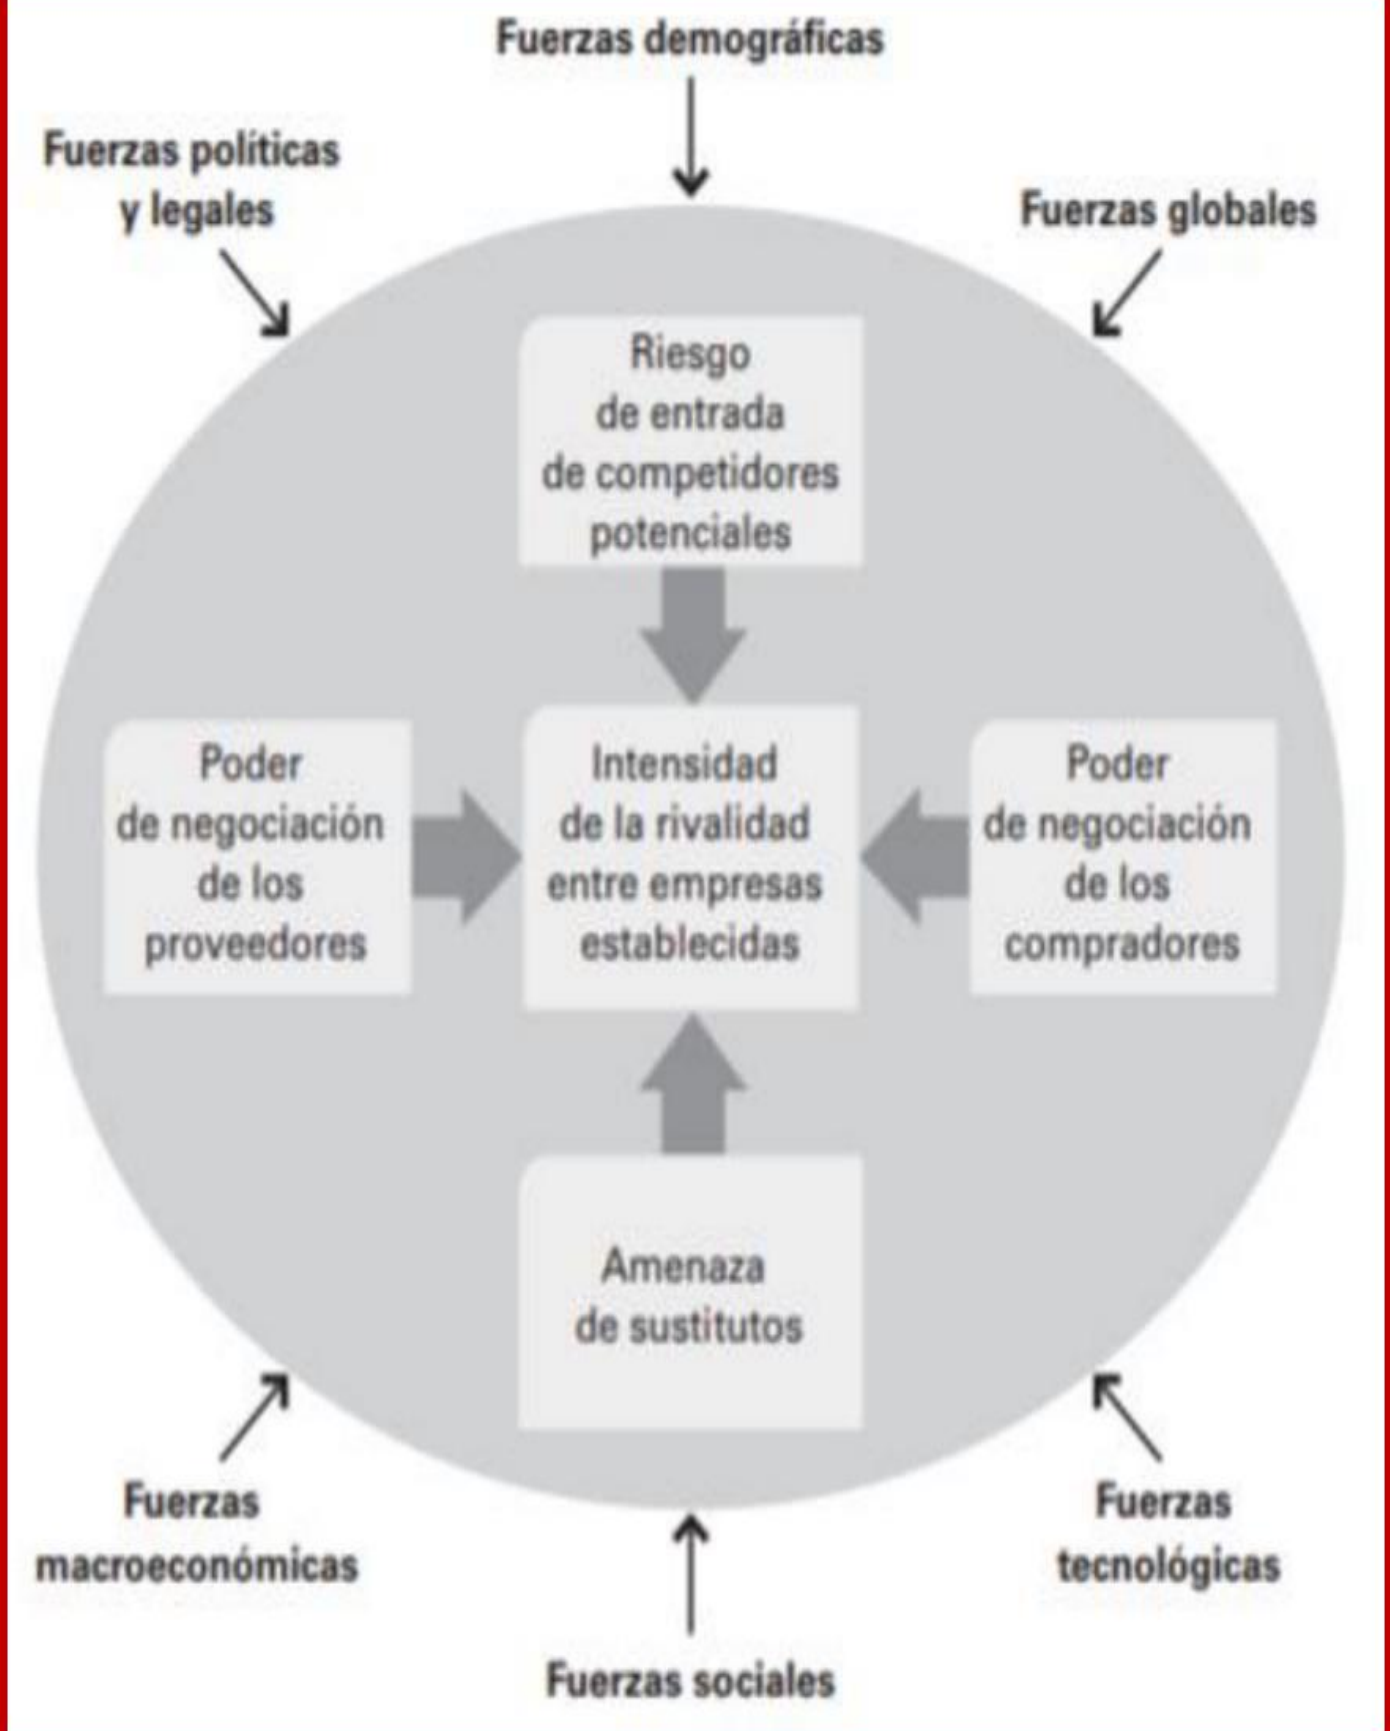 Fuerzas demográficas
Fuerzas políticas
y legales
Fuerzas globales
Riesgo
de entrada
de competidores
potenciales
Poder
de negociación
de los
proveedores
Intensidad
de la rivalidad
entre empresas
establecidas
Poder
de negociación
de los
compradores
Amenaza
de sustitutos
Fuerzas
macroeconómicas
Fuerzas
tecnológicas
Fuerzas sociales